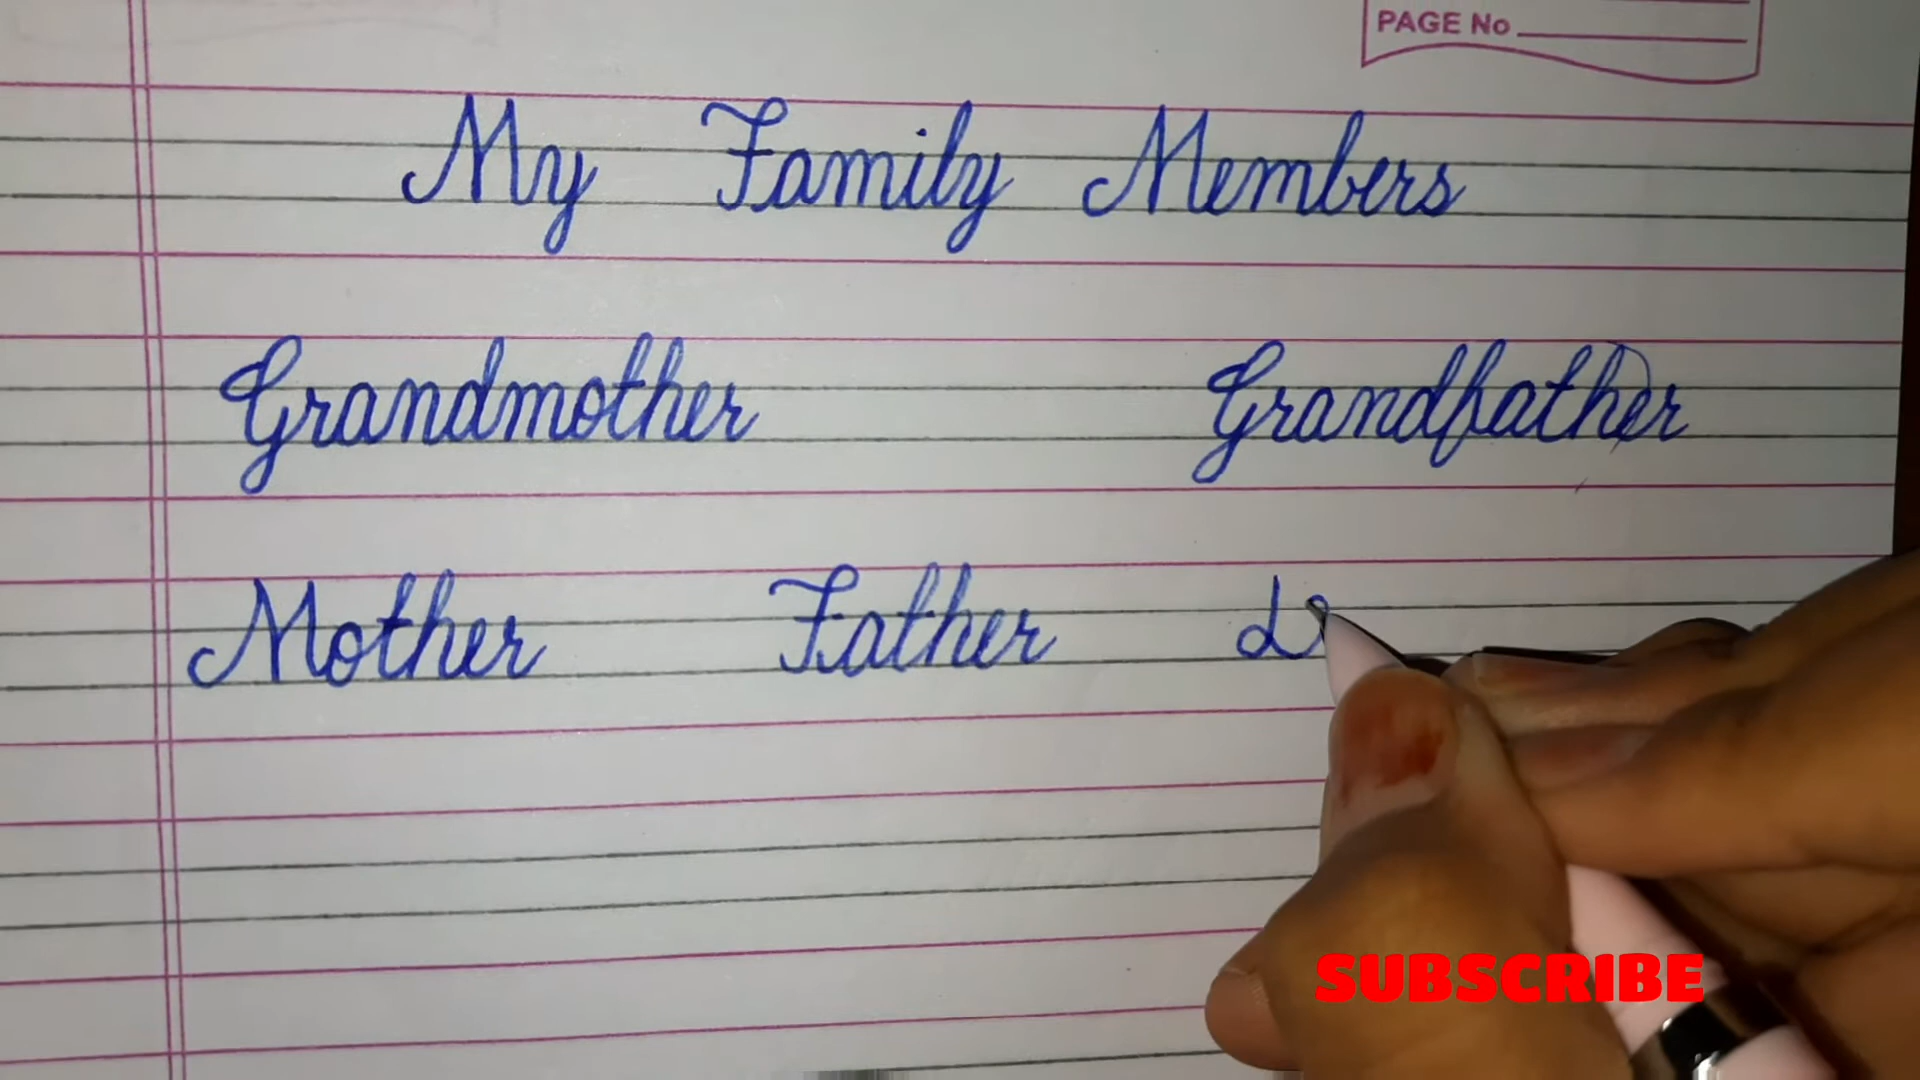 PAGE No
My Family Members
Grandmother Grandfather
Mother Father
SUBSCRIBE